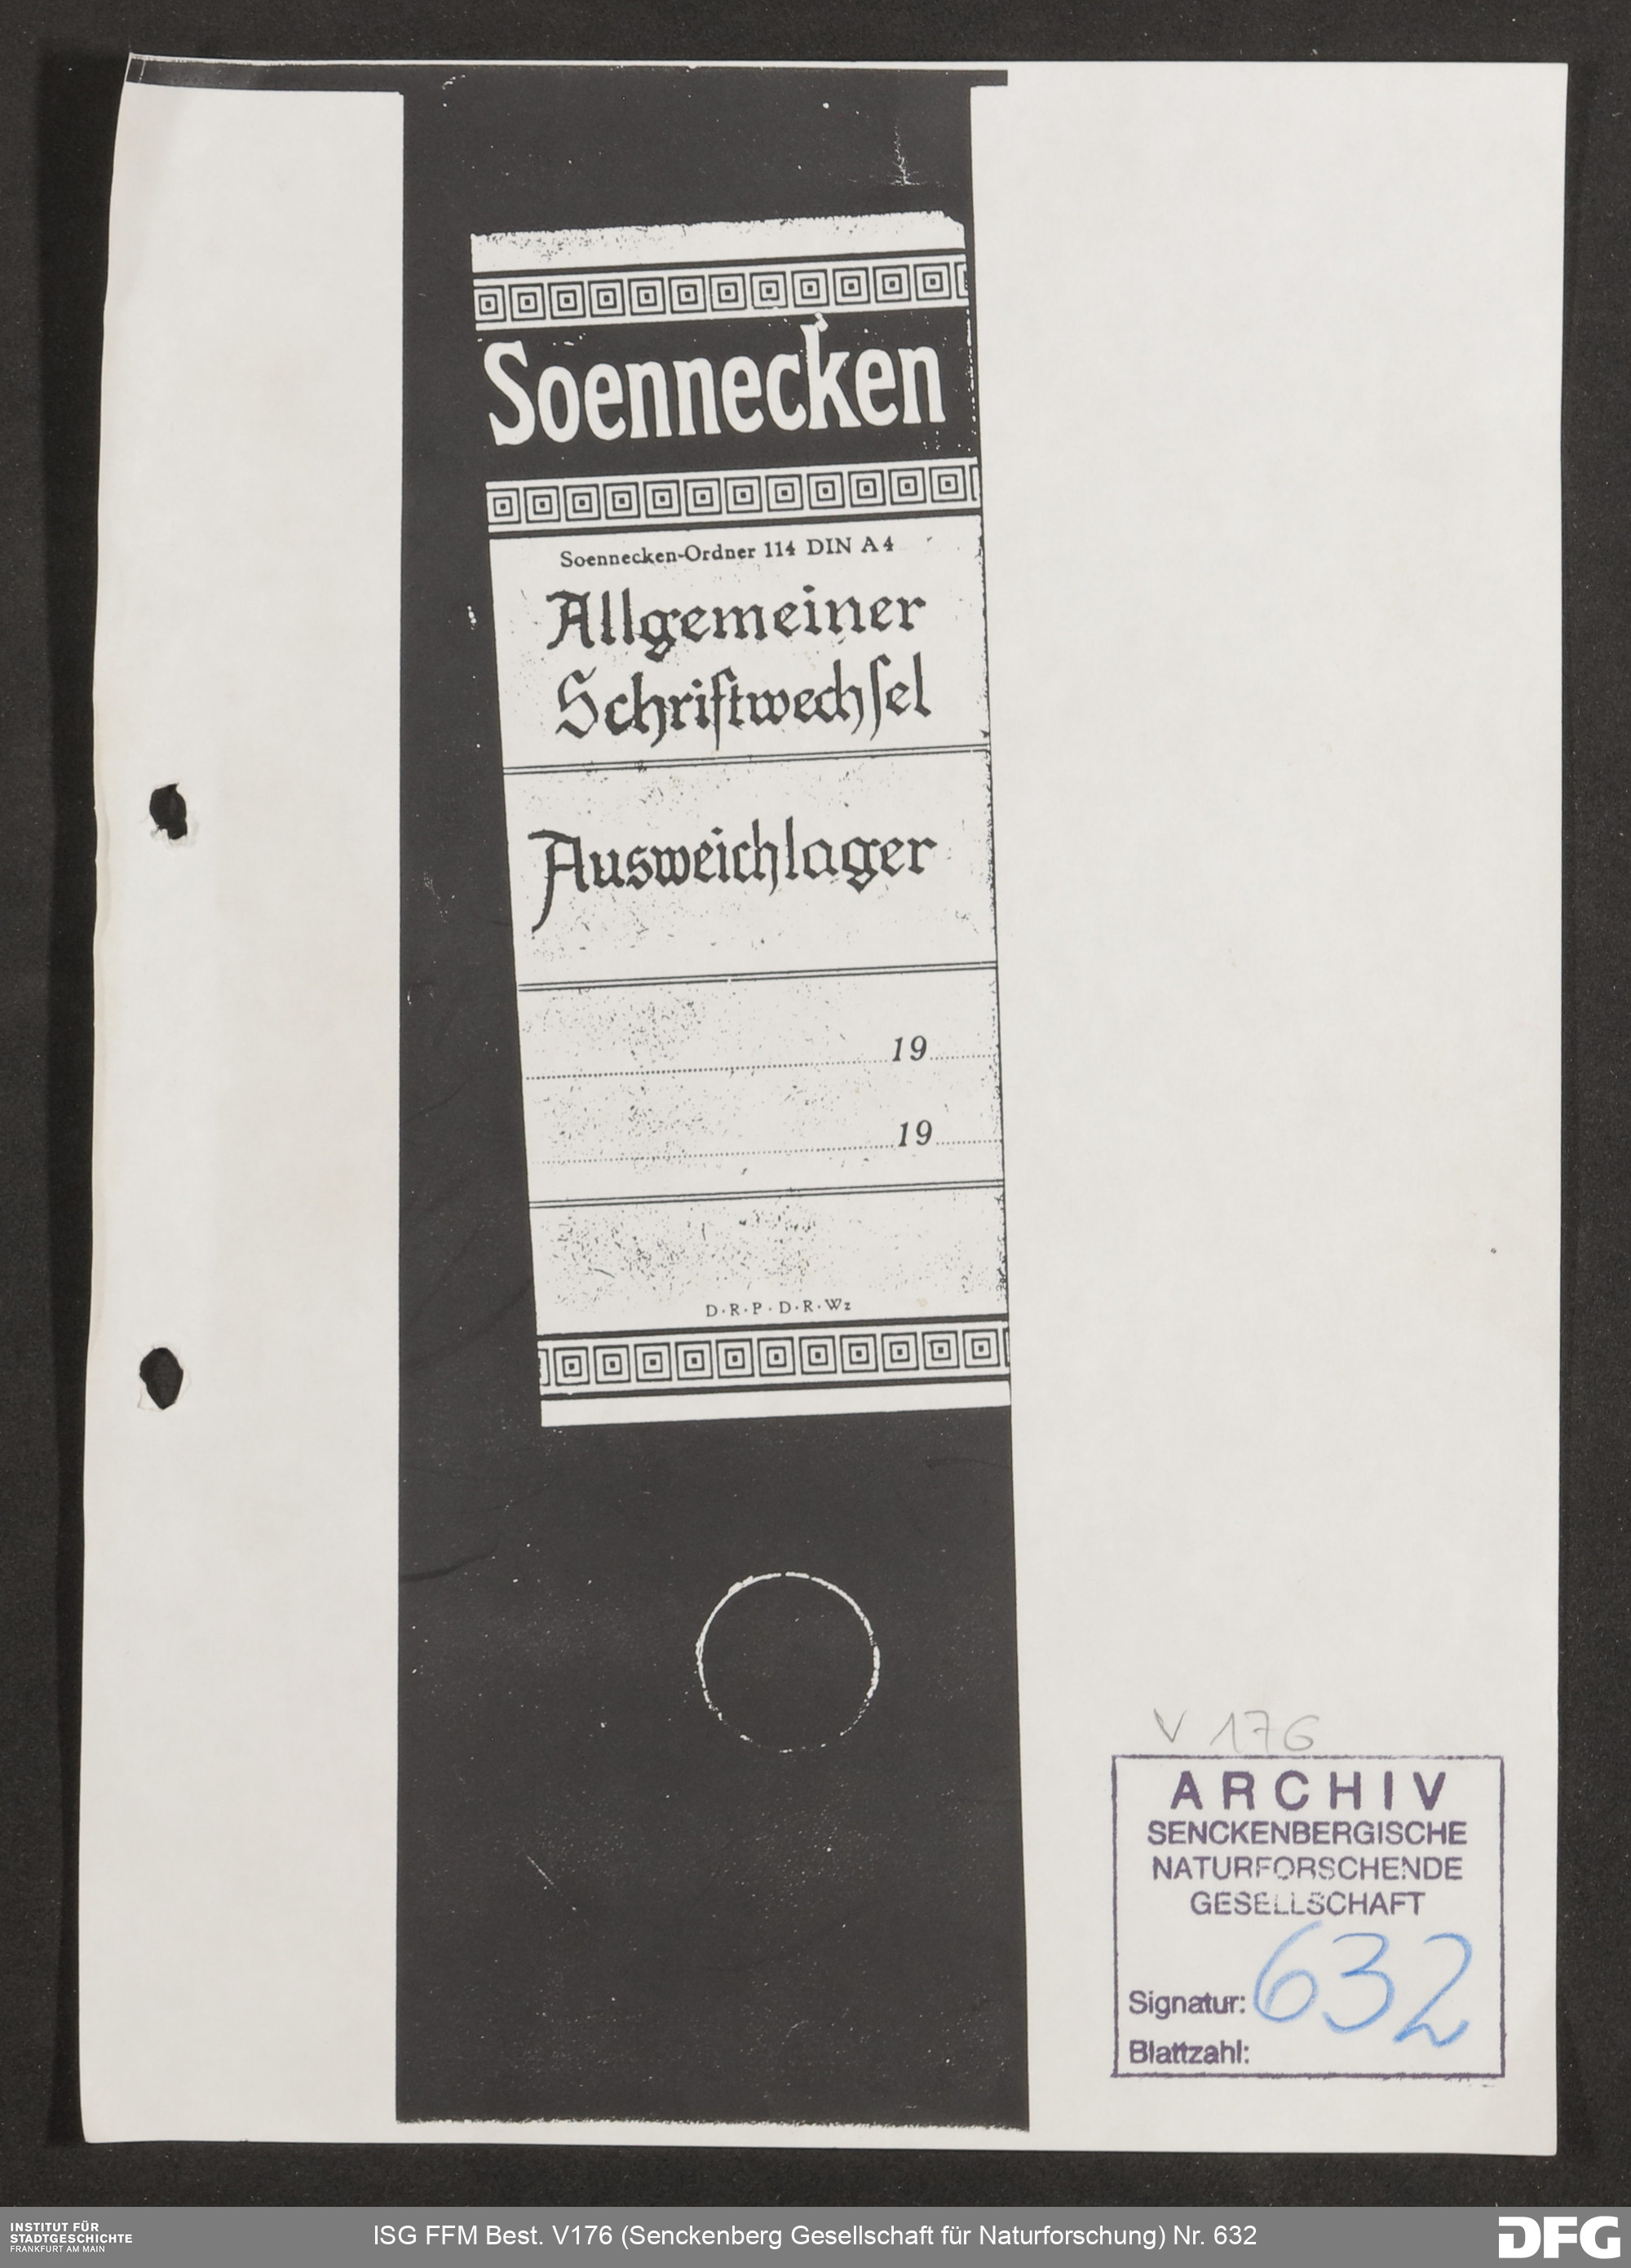 Soennecken
Soennecken-Ordner 114 DIN A4
Allgemeiner
Schriftwechſel
Ausweichlager
19
19
D·R·P·D·R·Wz
V 176
ARCHIV
SENCKENBERGISCHE
NATURFORSCHENDE
GESELLSCHAFT
Signatur: 632
Blattzahl:
INSTITUT FÜR
STADTGESCHICHTE
FRANKFURT AM MAIN
ISG FFM Best. V176 (Senckenberg Gesellschaft für Naturforschung) Nr. 632
DFG